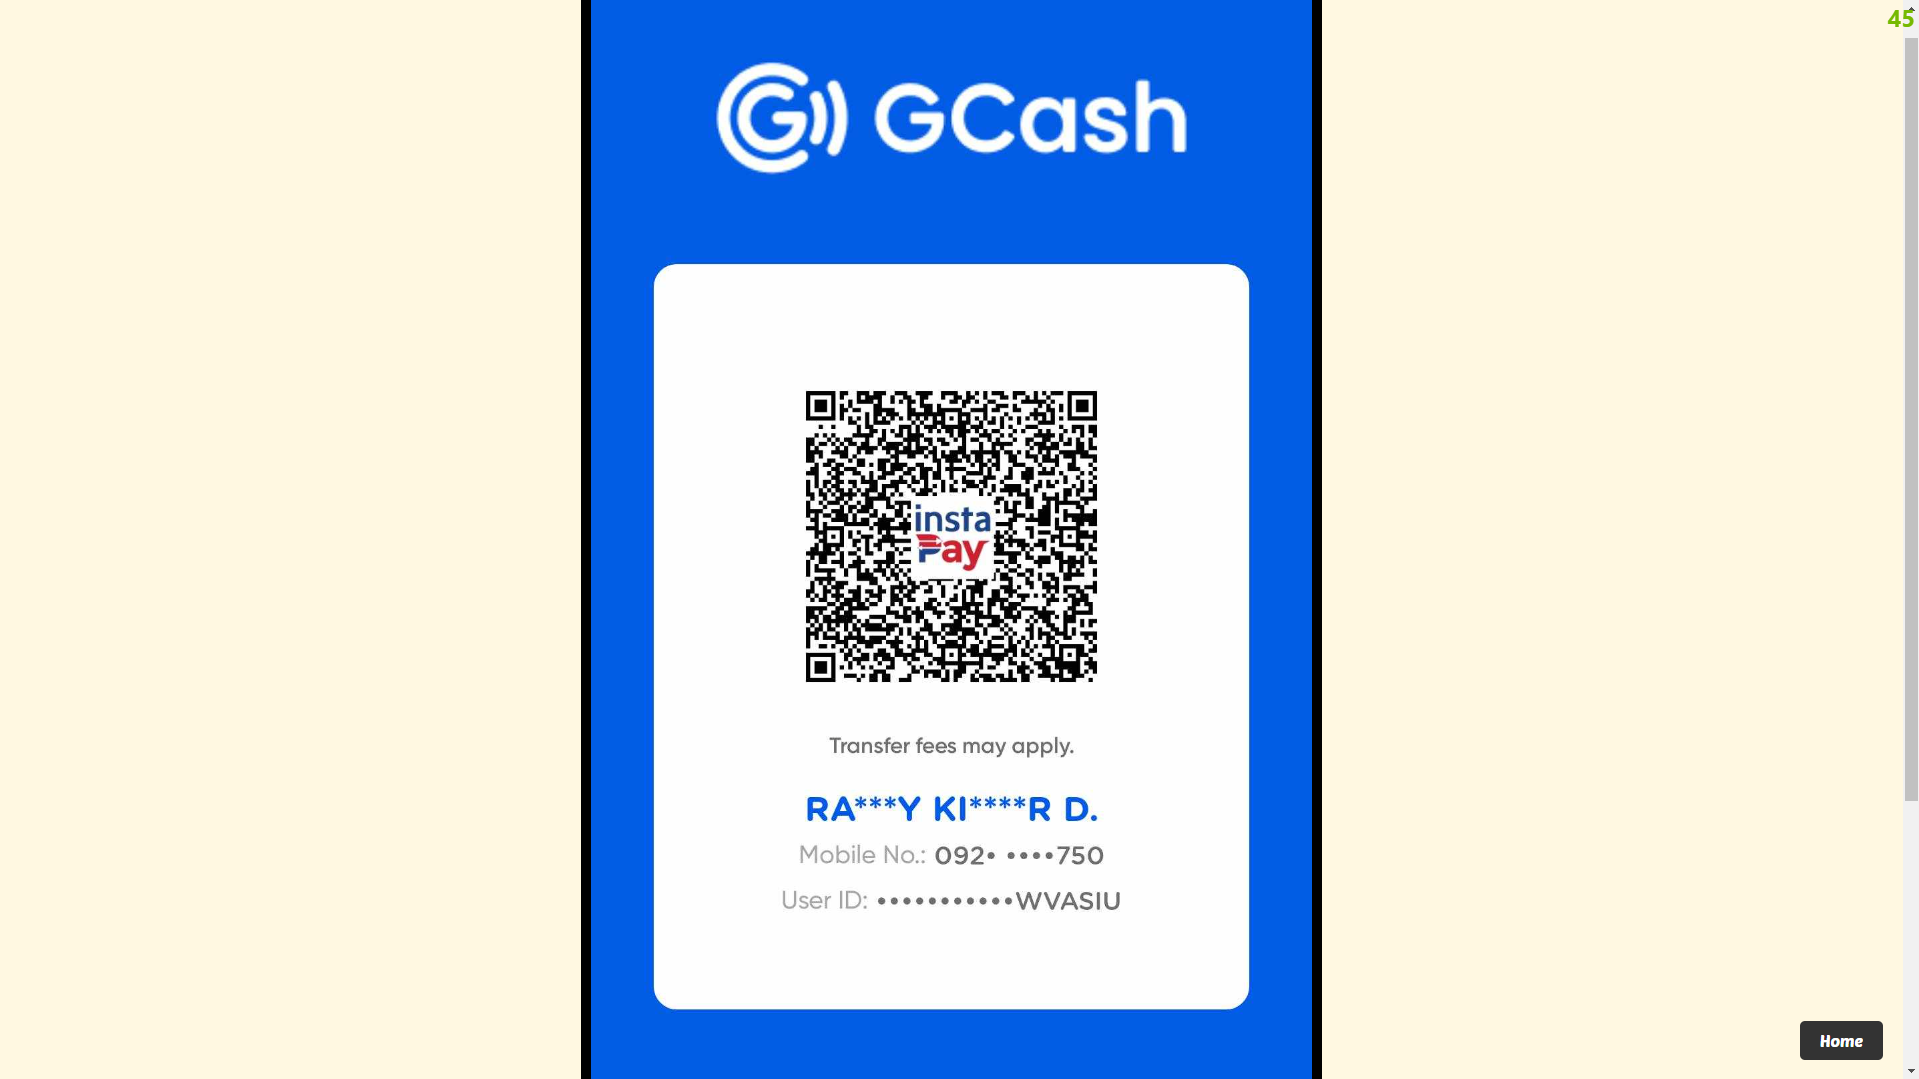 45
GCash
insta
Pay
Transfer fees may apply.
RA***Y KI****R D.
Mobile No.: 092• ••••750
User ID: •••••••••••WVASIU
Home